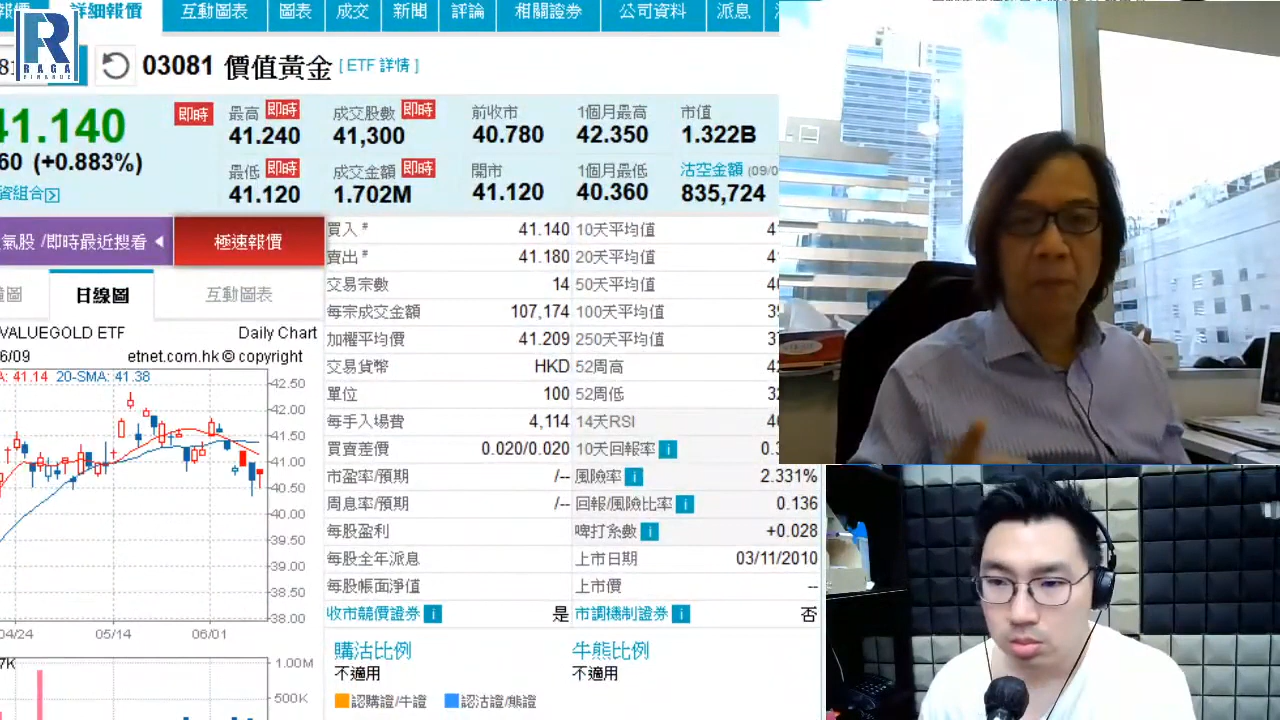 詳細報價 互動圖表 圖表 成交 新聞 評論 相關證券 公司資料 派息
R
RAGA
FINANCE
03081 價值黃金 [ETF 詳情]
41.140
60 (+0.883%)
資組合
即時
最高 即時
41.240
最低 即時
41.120
成交股數 即時
41,300
成交金額 即時
1.702M
前收市
40.780
開市
41.120
1個月最高
42.350
1個月最低
40.360
市值
1.322B
沽空金額 (09/0
835,724
氣股 /即時最近搜看
極速報價
日線圖
互動圖表
VALUEGOLD ETF Daily Chart
6/09 etnet.com.hk © copyright
A: 41.14 20-SMA: 41.38
42.50
42.00
41.50
41.00
40.50
40.00
39.50
39.00
38.50
38.00
04/24 05/14 06/01
1.00M
500K
買入 # 41.140 10天平均值
賣出 # 41.180 20天平均值
交易宗數 14 50天平均值
每宗成交金額 107,174 100天平均值
加權平均價 41.209 250天平均值
交易貨幣 HKD 52周高
單位 100 52周低
每手入場費 4,114 14天RSI
買賣差價 0.020/0.020 10天回報率
市盈率/預期 /-- 風險率 2.331%
周息率/預期 /-- 回報/風險比率 0.136
每股盈利 啤打系數 +0.028
每股全年派息 上市日期 03/11/2010
每股帳面淨值 上市價 --
收市競價證券 是 市調機制證券 否
購沽比例
不適用
牛熊比例
不適用
認購證/牛證 認沽證/熊證